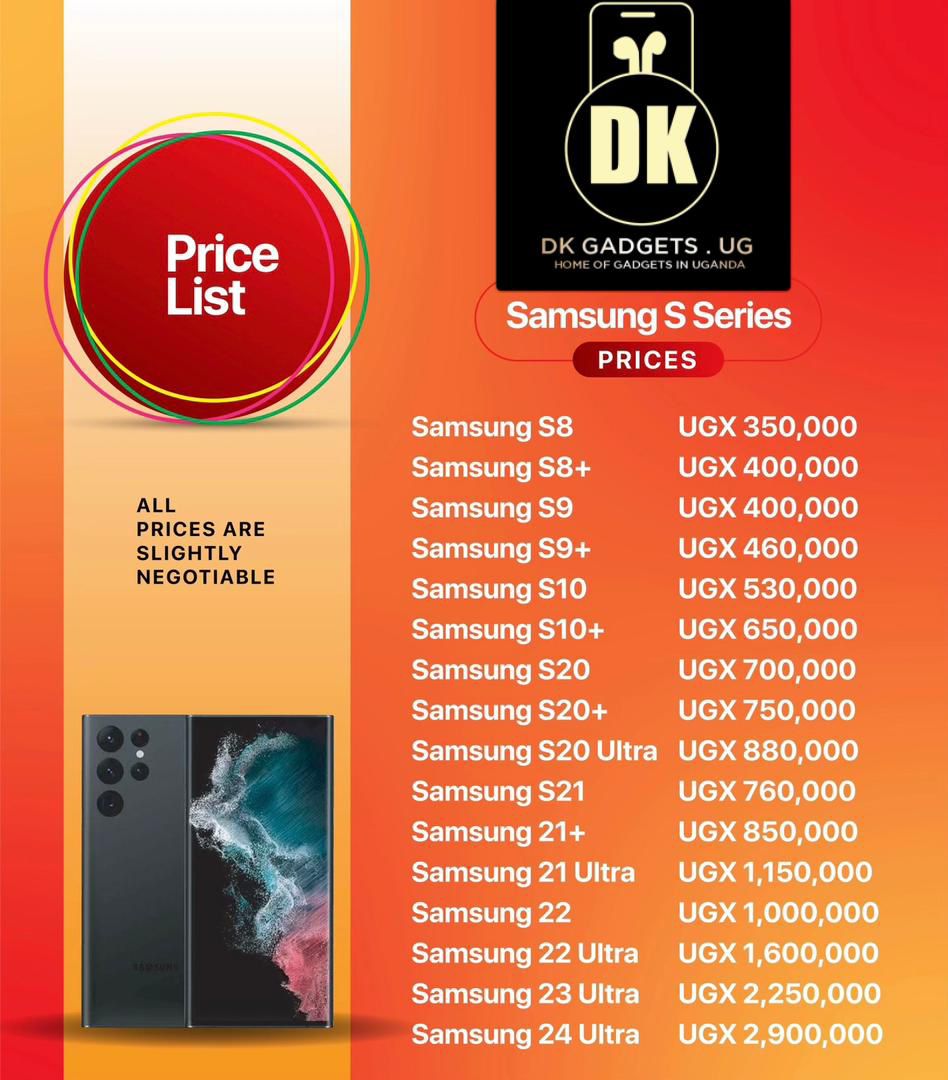 DK
DK GADGETS . UG
HOME OF GADGETS IN UGANDA
Price
List
Samsung S Series
PRICES
ALL
PRICES ARE
SLIGHTLY
NEGOTIABLE
Samsung S8 UGX 350,000
Samsung S8+ UGX 400,000
Samsung S9 UGX 400,000
Samsung S9+ UGX 460,000
Samsung S10 UGX 530,000
Samsung S10+ UGX 650,000
Samsung S20 UGX 700,000
Samsung S20+ UGX 750,000
Samsung S20 Ultra UGX 880,000
Samsung S21 UGX 760,000
Samsung 21+ UGX 850,000
Samsung 21 Ultra UGX 1,150,000
Samsung 22 UGX 1,000,000
Samsung 22 Ultra UGX 1,600,000
Samsung 23 Ultra UGX 2,250,000
Samsung 24 Ultra UGX 2,900,000
SAMSUNG